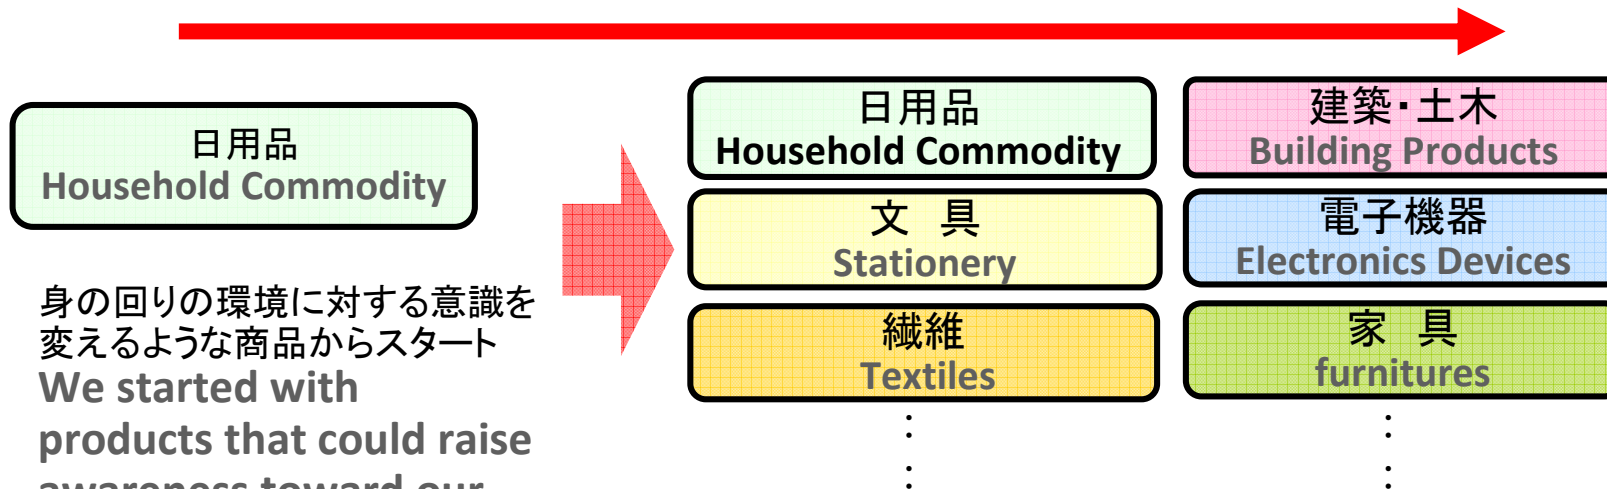 日用品
Household Commodity
身の回りの環境に対する意識を
変えるような商品からスタート
We started with
products that could raise
awareness toward our
日用品
Household Commodity
文 具
Stationery
繊維
Textiles
建築・土木
Building Products
電子機器
Electronics Devices
家 具
furnitures